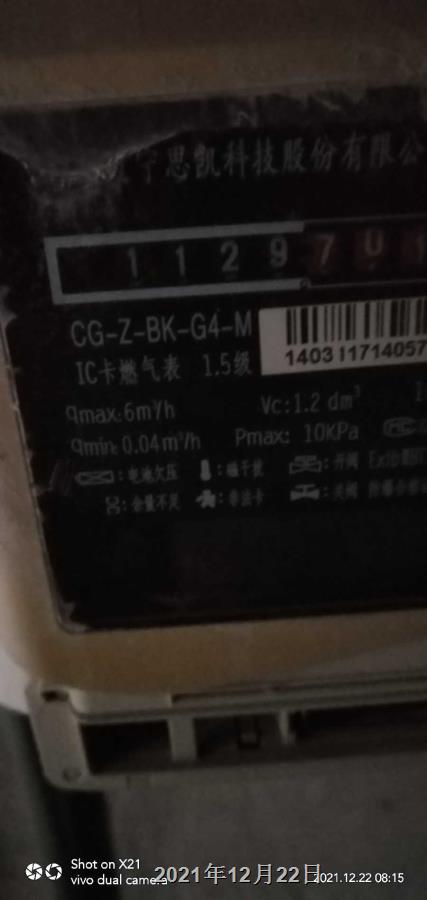 宁思凯科技股份有限公
1 1 2 9 7 0
CG-Z-BK-G4-M
140311714057
IC卡燃气表 1.5级
qmax:6m³/h Vc:1.2 dm³
qmin:0.04m³/h Pmax: 10KPa
:电池欠压 :磁干扰 :开阀
:余量不足 :非法卡 :关阀
Shot on X21
vivo dual camera
2021年12月22日
2021.12.22 08:15